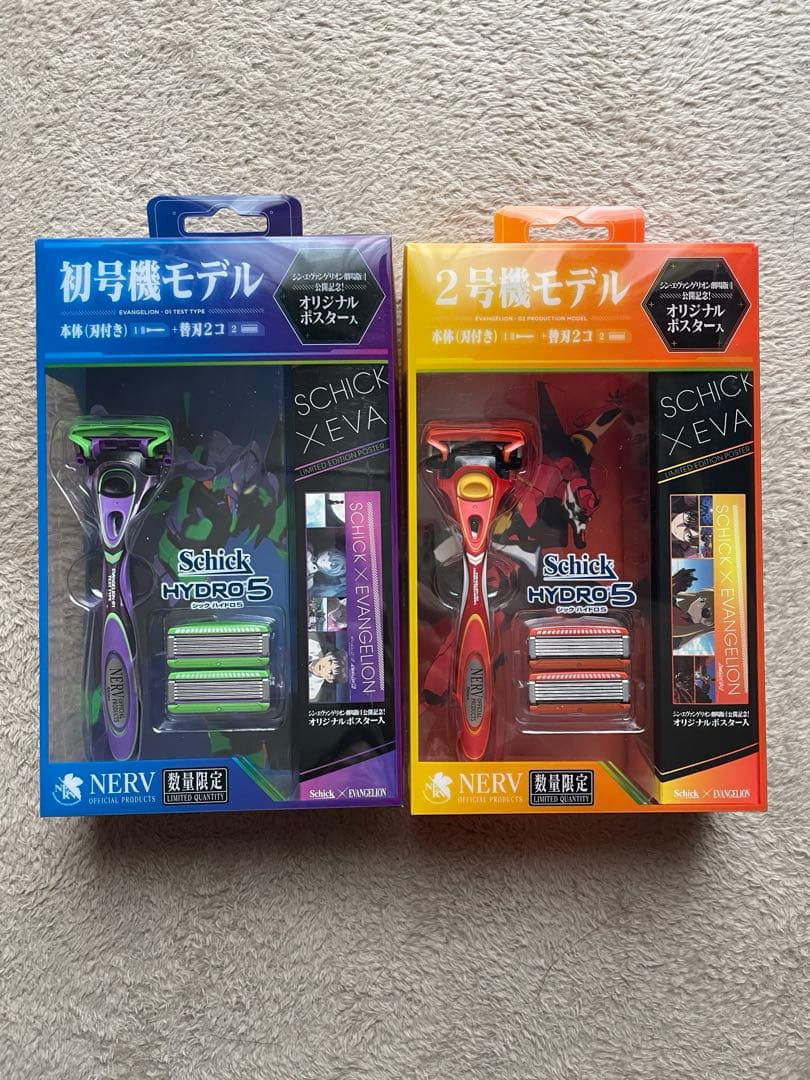 初号機モデル
EVANGELION - 01 TEST TYPE
本体(刃付き) 1 +替刃2コ 2
シン・エヴァンゲリオン劇場版𝄇
公開記念!
オリジナル
ポスター入
SCHICK
×EVA
LIMITED EDITION POSTER
SCHICK × EVANGELION
Schick
HYDRO5
シック ハイドロ5
NERV
OFFICIAL
PRODUCTS
シン・エヴァンゲリオン劇場版𝄇公開記念!
オリジナルポスター入
NERV
OFFICIAL PRODUCTS
数量限定
LIMITED QUANTITY
Schick × EVANGELION
2号機モデル
EVANGELION - 02 PRODUCTION MODEL
本体(刃付き) 1 +替刃2コ 2
シン・エヴァンゲリオン劇場版𝄇
公開記念!
オリジナル
ポスター入
SCHICK
×EVA
LIMITED EDITION POSTER
SCHICK × EVANGELION
Schick
HYDRO5
シック ハイドロ5
NERV
OFFICIAL
PRODUCTS
シン・エヴァンゲリオン劇場版𝄇公開記念!
オリジナルポスター入
NERV
OFFICIAL PRODUCTS
数量限定
LIMITED QUANTITY
Schick × EVANGELION